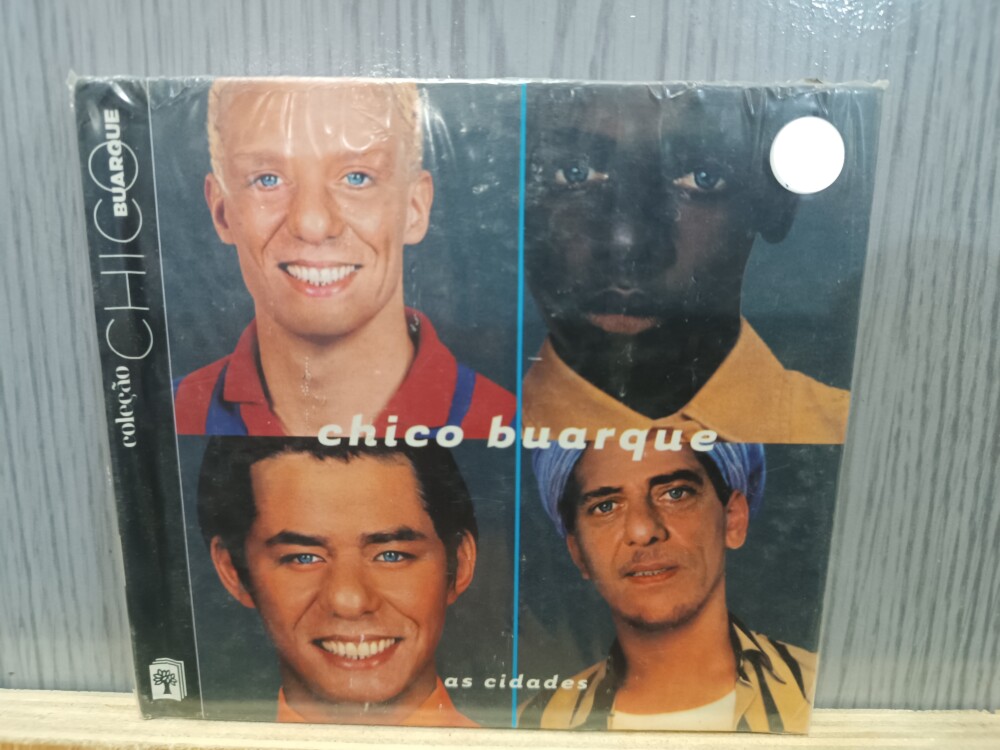 coleção CHICO BUARQUE
chico buarque
as cidades